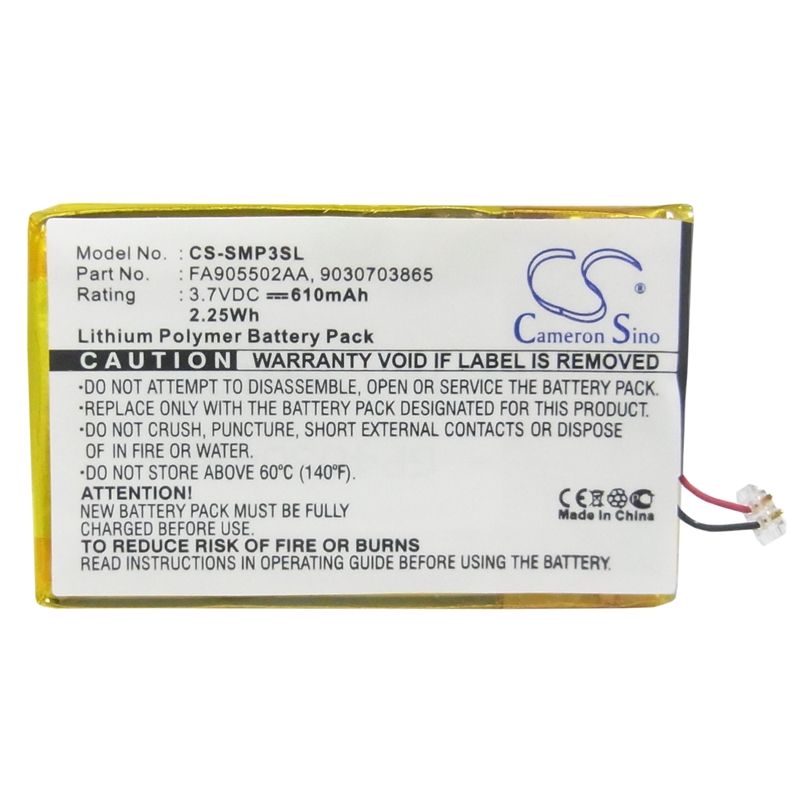 Model No. : CS-SMP3SL
Part No. : FA905502AA, 9030703865
Rating : 3.7VDC ⎓610mAh
2.25Wh
Lithium Polymer Battery Pack
CS®
Cameron Sino
CAUTION WARRANTY VOID IF LABEL IS REMOVED
·DO NOT ATTEMPT TO DISASSEMBLE, OPEN OR SERVICE THE BATTERY PACK.
·REPLACE ONLY WITH THE BATTERY PACK DESIGNATED FOR THIS PRODUCT.
·DO NOT CRUSH, PUNCTURE, SHORT EXTERNAL CONTACTS OR DISPOSE
OF IN FIRE OR WATER.
·DO NOT STORE ABOVE 60℃ (140℉).
ATTENTION!
NEW BATTERY PACK MUST BE FULLY
CHARGED BEFORE USE.
TO REDUCE RISK OF FIRE OR BURNS
READ INSTRUCTIONS IN OPERATING GUIDE BEFORE USING THE BATTERY.
CE
Made In China